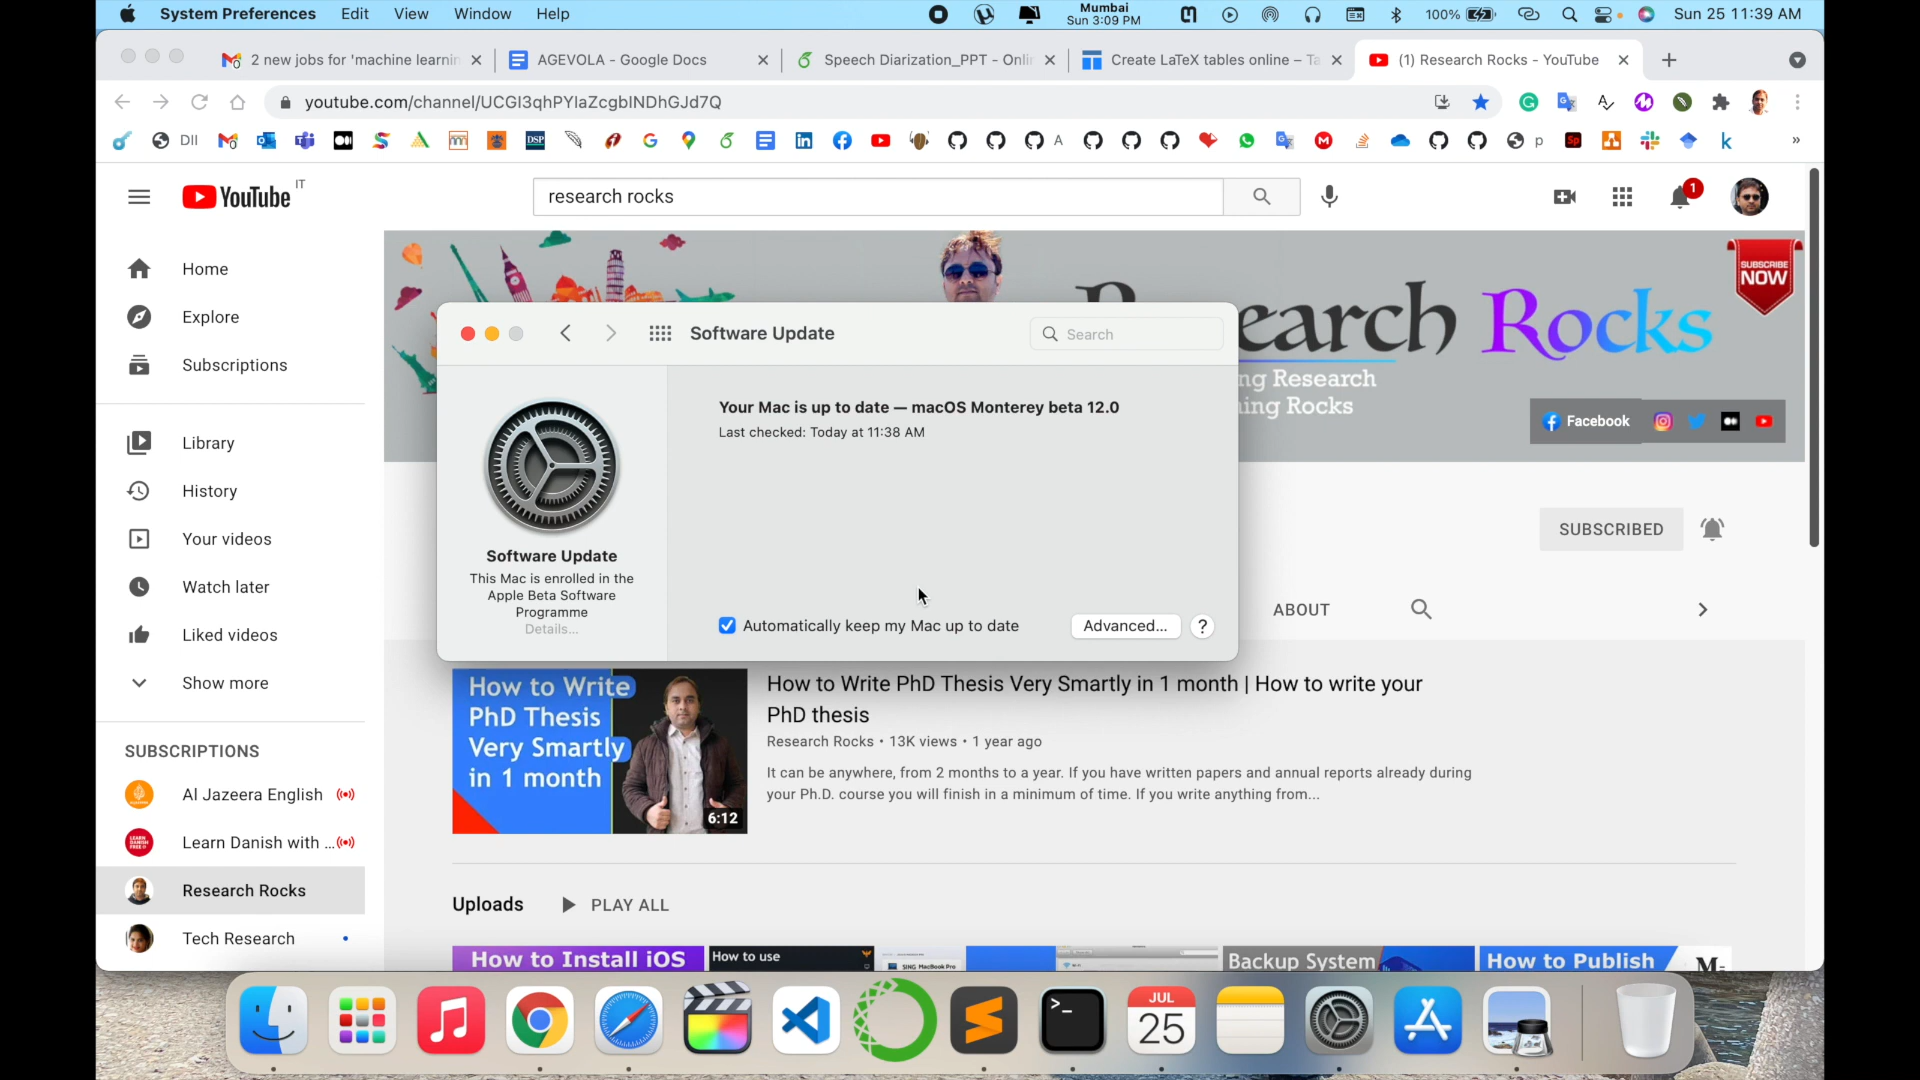 System Preferences Edit View Window Help
Mumbai
Sun 3:09 PM
100%
Sun 25 11:39 AM
2 new jobs for 'machine learnin
AGEVOLA - Google Docs
Speech Diarization_PPT - Onli
Create LaTeX tables online – Ta
(1) Research Rocks - YouTube
youtube.com/channel/UCGI3qhPYIaZcgbINDhGJd7Q
DII
DSP
A
p
Sp
k
»
YouTube IT
research rocks
1
Home
Explore
Subscriptions
Library
History
Your videos
Watch later
Liked videos
Show more
SUBSCRIPTIONS
Al Jazeera English
Learn Danish with ...
Research Rocks
Tech Research
SUBSCRIBE
NOW
earch Rocks
ng Research
ing Rocks
Facebook
Software Update
Search
Your Mac is up to date — macOS Monterey beta 12.0
Last checked: Today at 11:38 AM
Software Update
This Mac is enrolled in the
Apple Beta Software
Programme
Details...
Automatically keep my Mac up to date
Advanced...
?
SUBSCRIBED
ABOUT
How to Write
PhD Thesis
Very Smartly
in 1 month
6:12
How to Write PhD Thesis Very Smartly in 1 month | How to write your
PhD thesis
Research Rocks • 13K views • 1 year ago
It can be anywhere, from 2 months to a year. If you have written papers and annual reports already during
your Ph.D. course you will finish in a minimum of time. If you write anything from...
Uploads
PLAY ALL
How to Install iOS
How to use
SING MacBook Pro
Backup System
How to Publish
JUL
25